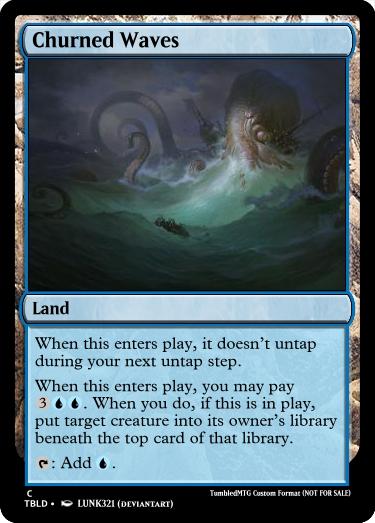 Churned Waves
Land
When this enters play, it doesn't untap
during your next untap step.
When this enters play, you may pay
3. When you do, if this is in play,
put target creature into its owner's library
beneath the top card of that library.
: Add .
C
TumbledMTG Custom Format (NOT FOR SALE)
TBLD • LUNK321 (DEVIANTART)